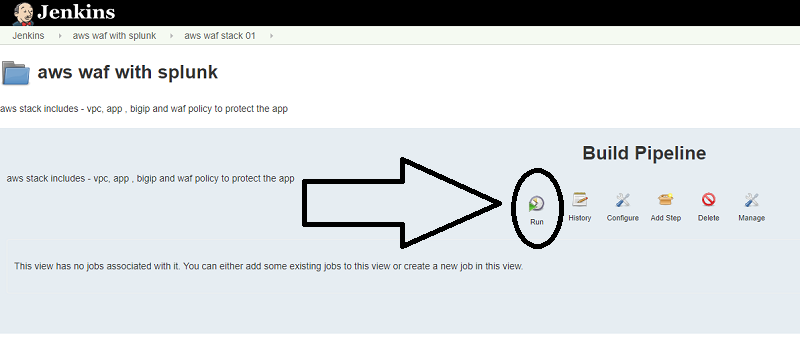 Jenkins
Jenkins aws waf with splunk aws waf stack 01
aws waf with splunk
aws stack includes - vpc, app , bigip and waf policy to protect the app
Build Pipeline
aws stack includes - vpc, app , bigip and waf policy to protect the app
Run History Configure Add Step Delete Manage
This view has no jobs associated with it. You can either add some existing jobs to this view or create a new job in this view.